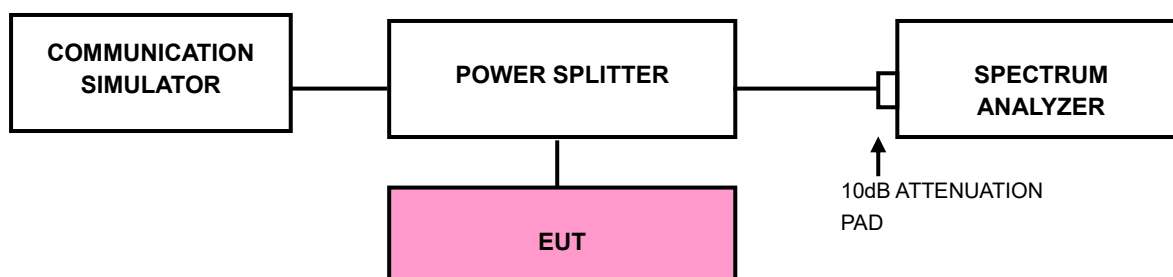 COMMUNICATION
SIMULATOR
POWER SPLITTER
SPECTRUM
ANALYZER
10dB ATTENUATION
PAD
EUT